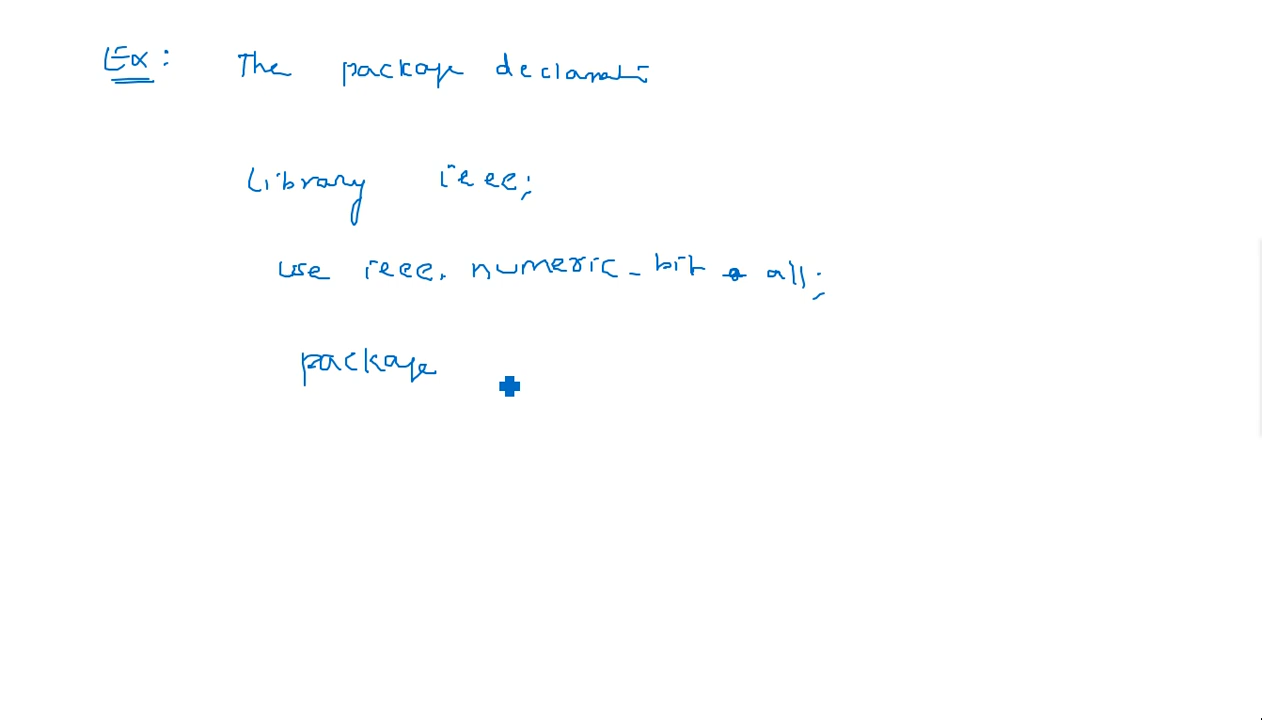 Ex: The package declarati
Library ieee;
use ieee. numeric_bit . all;
package